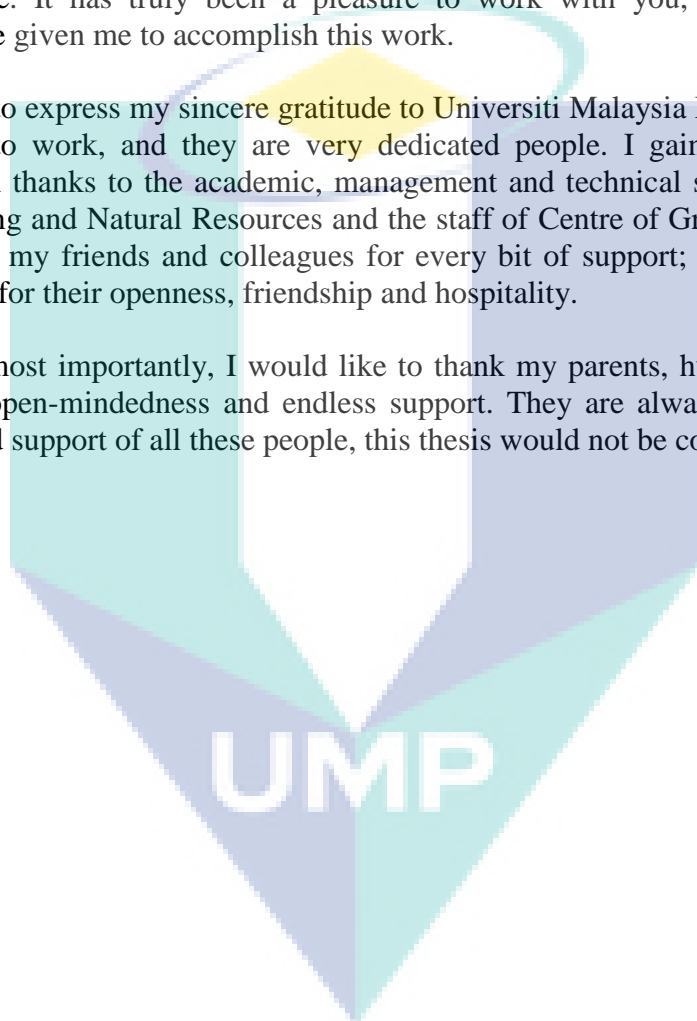 It has truly been a pleasure to work with you,
given me to accomplish this work.
to express my sincere gratitude to Universiti Malaysia
to work, and they are very dedicated people. I
thanks to the academic, management and technical
and Natural Resources and the staff of Centre of
my friends and colleagues for every bit of support;
for their openness, friendship and hospitality.
most importantly, I would like to thank my parents,
open-mindedness and endless support. They are
support of all these people, this thesis would not be
UMP